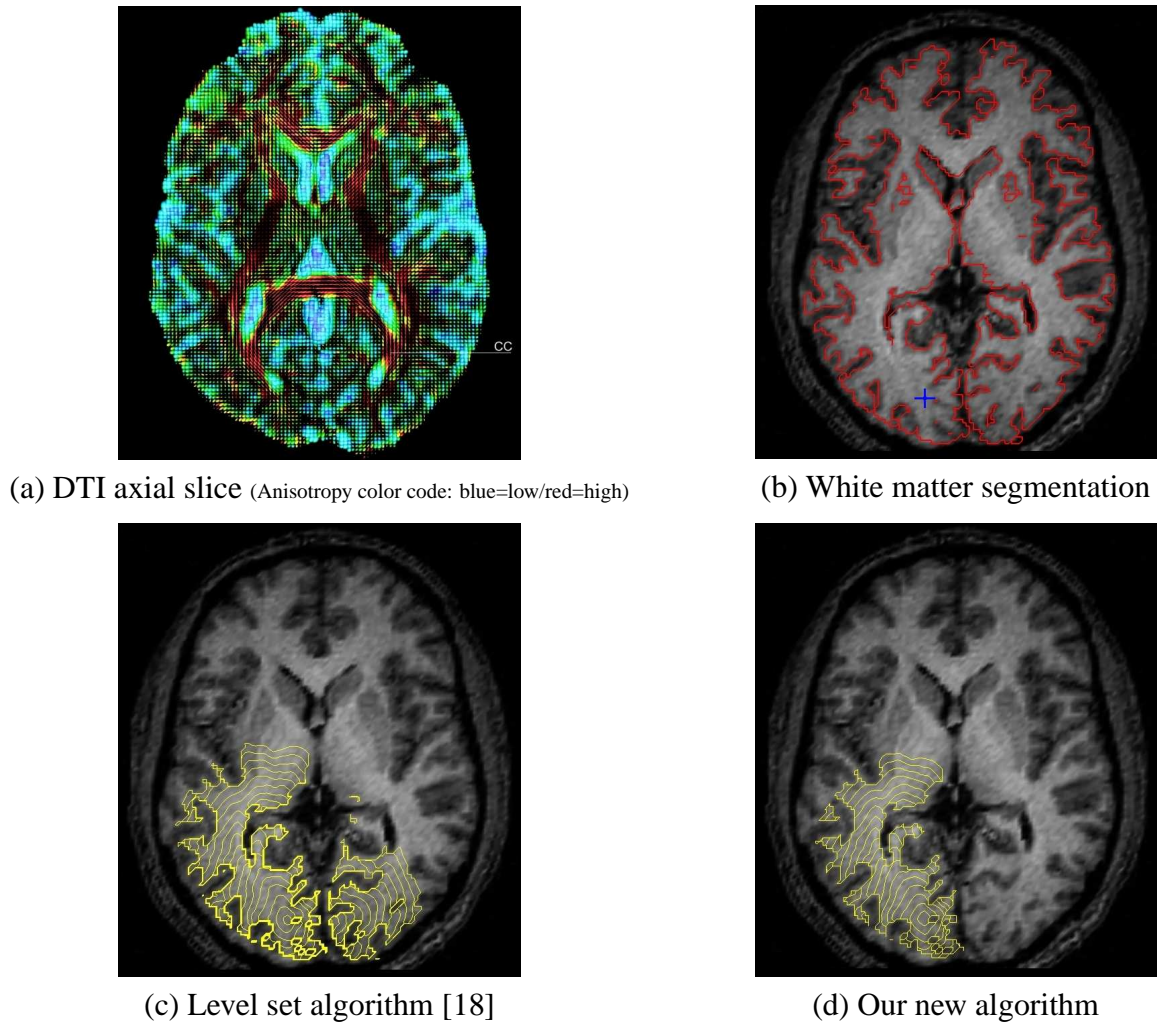 CC
(a) DTI axial slice (Anisotropy color code: blue=low/red=high)
(b) White matter segmentation
(c) Level set algorithm [18]
(d) Our new algorithm